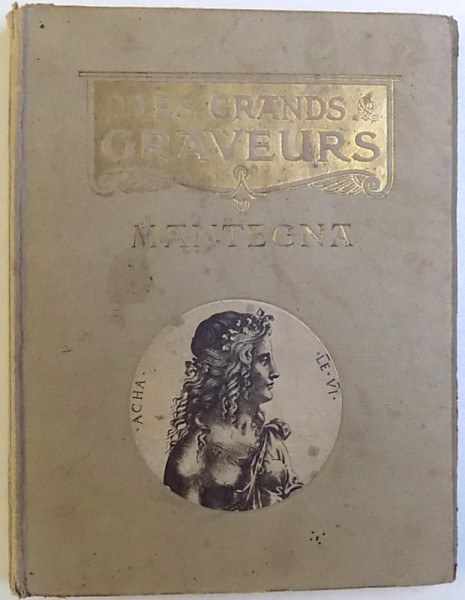 LES GRANDS
GRAVEURS
MANTEGNA
·ACHA·
·LE·VI·